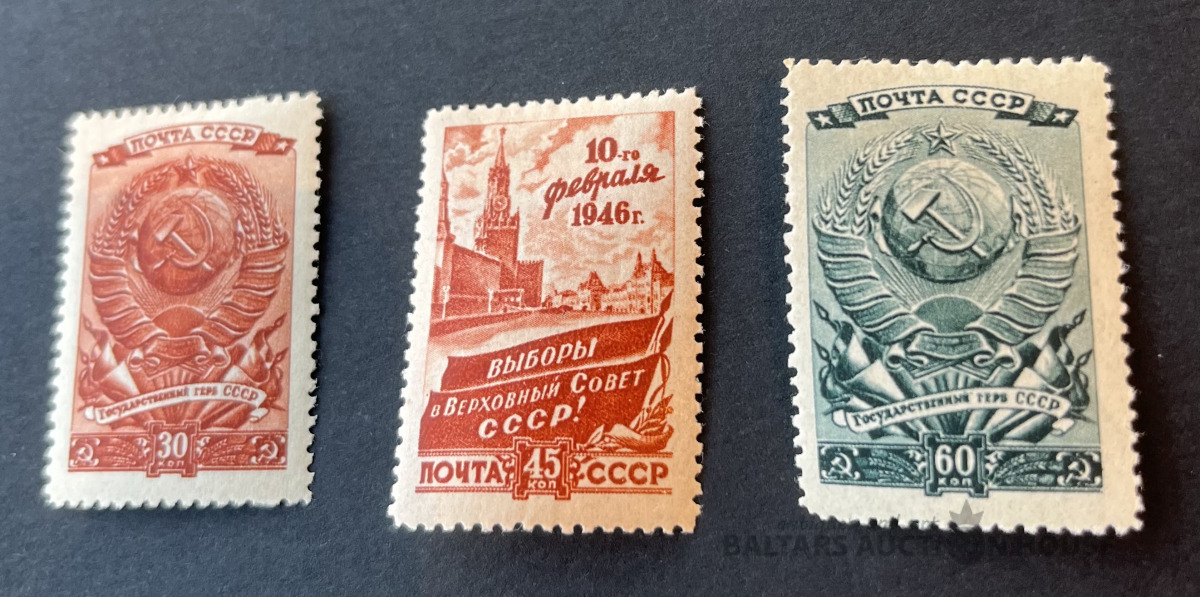 ПОЧТА СССР
Государственный герб СССР
30
коп
10-го
февраля
1946 г.
ВЫБОРЫ
в Верховный Совет
СССР!
ПОЧТА 45 СССР
коп
ПОЧТА СССР
Государственный герб СССР
60
коп
BALTARS AUCTION HOUSE